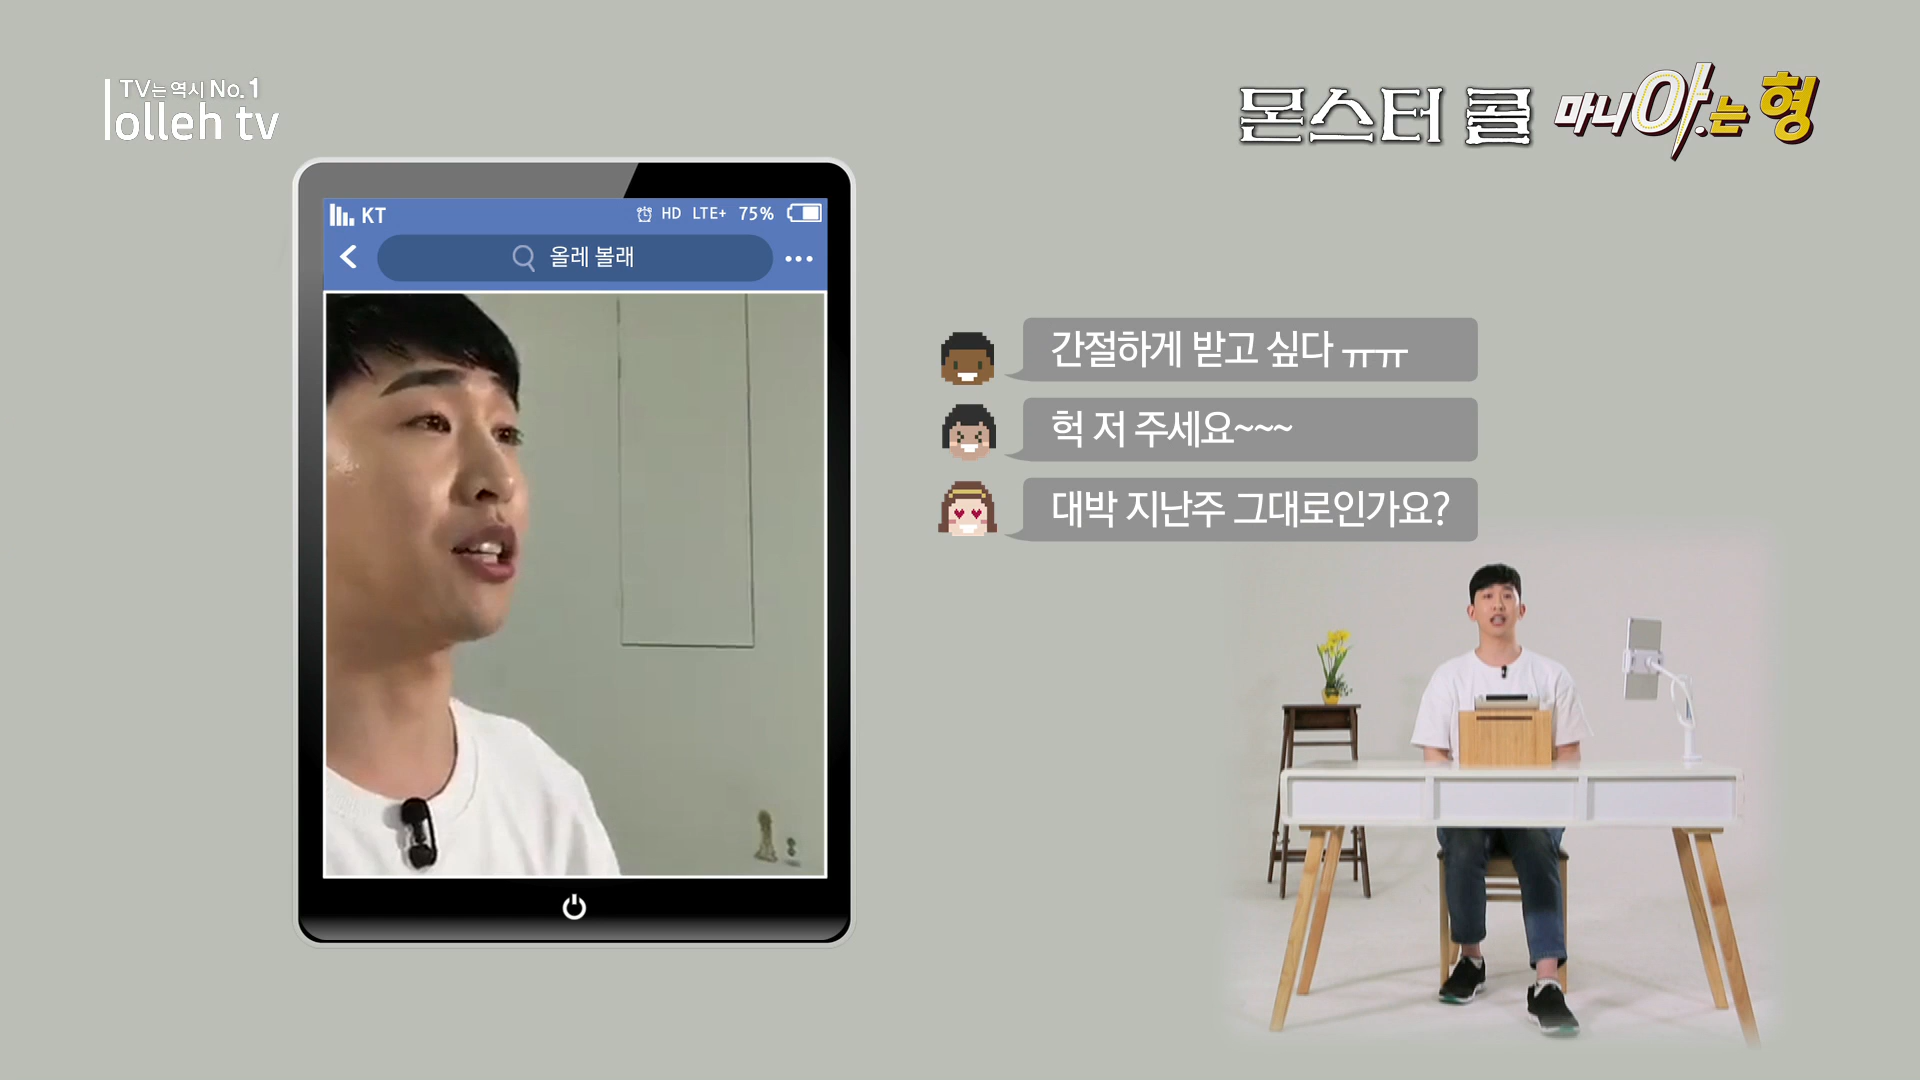 TV는 역시 No.1
olleh tv
몬스터 콜 마니아는 형
KT HD LTE+ 75%
올레 볼래
간절하게 받고 싶다 ㅠㅠ
헉 저 주세요~~~
대박 지난주 그대로인가요?